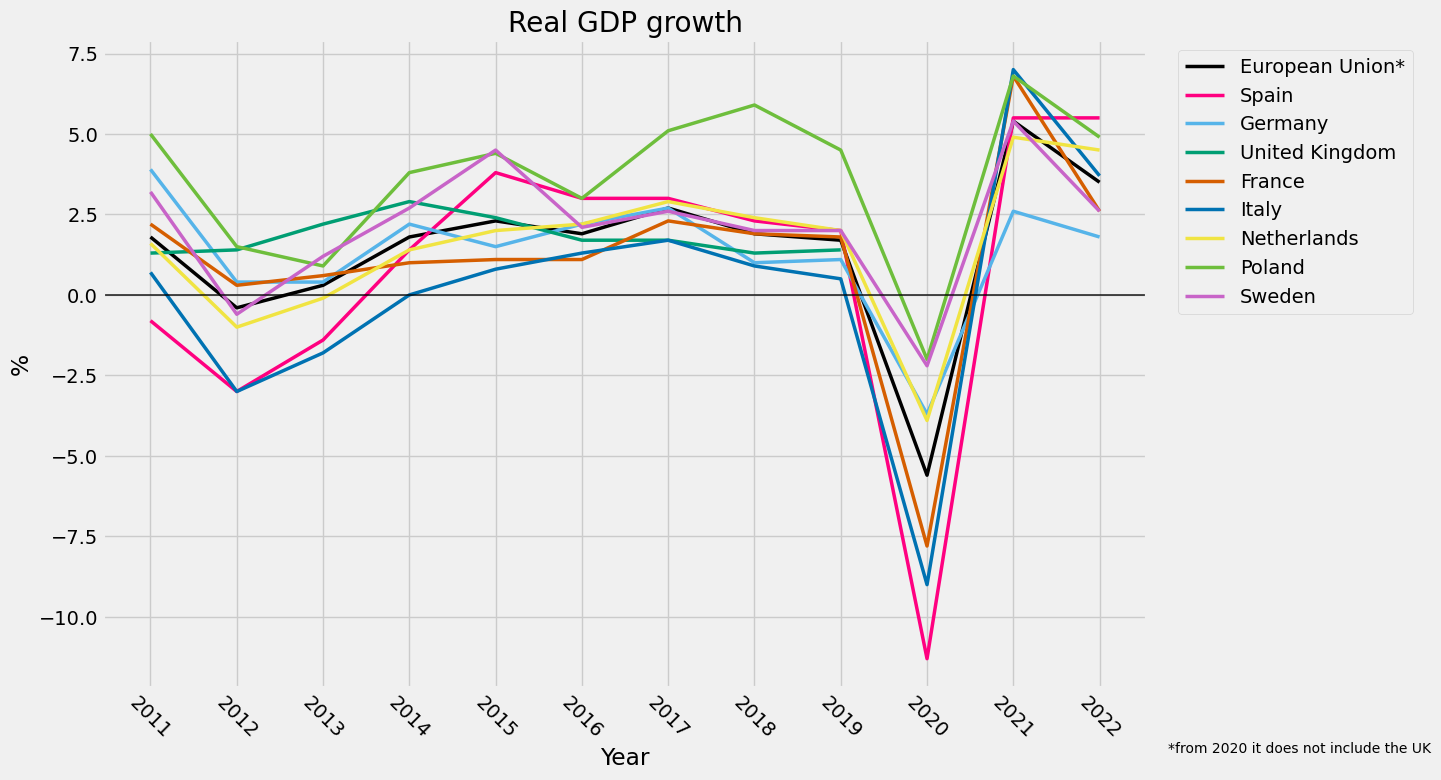 Real GDP growth
7.5
5.0
2.5
0.0
−2.5
−5.0
−7.5
−10.0
%
2011
2012
2013
2014
2015
2016
2017
2018
2019
2020
2021
2022
Year
European Union*
Spain
Germany
United Kingdom
France
Italy
Netherlands
Poland
Sweden
*from 2020 it does not include the UK